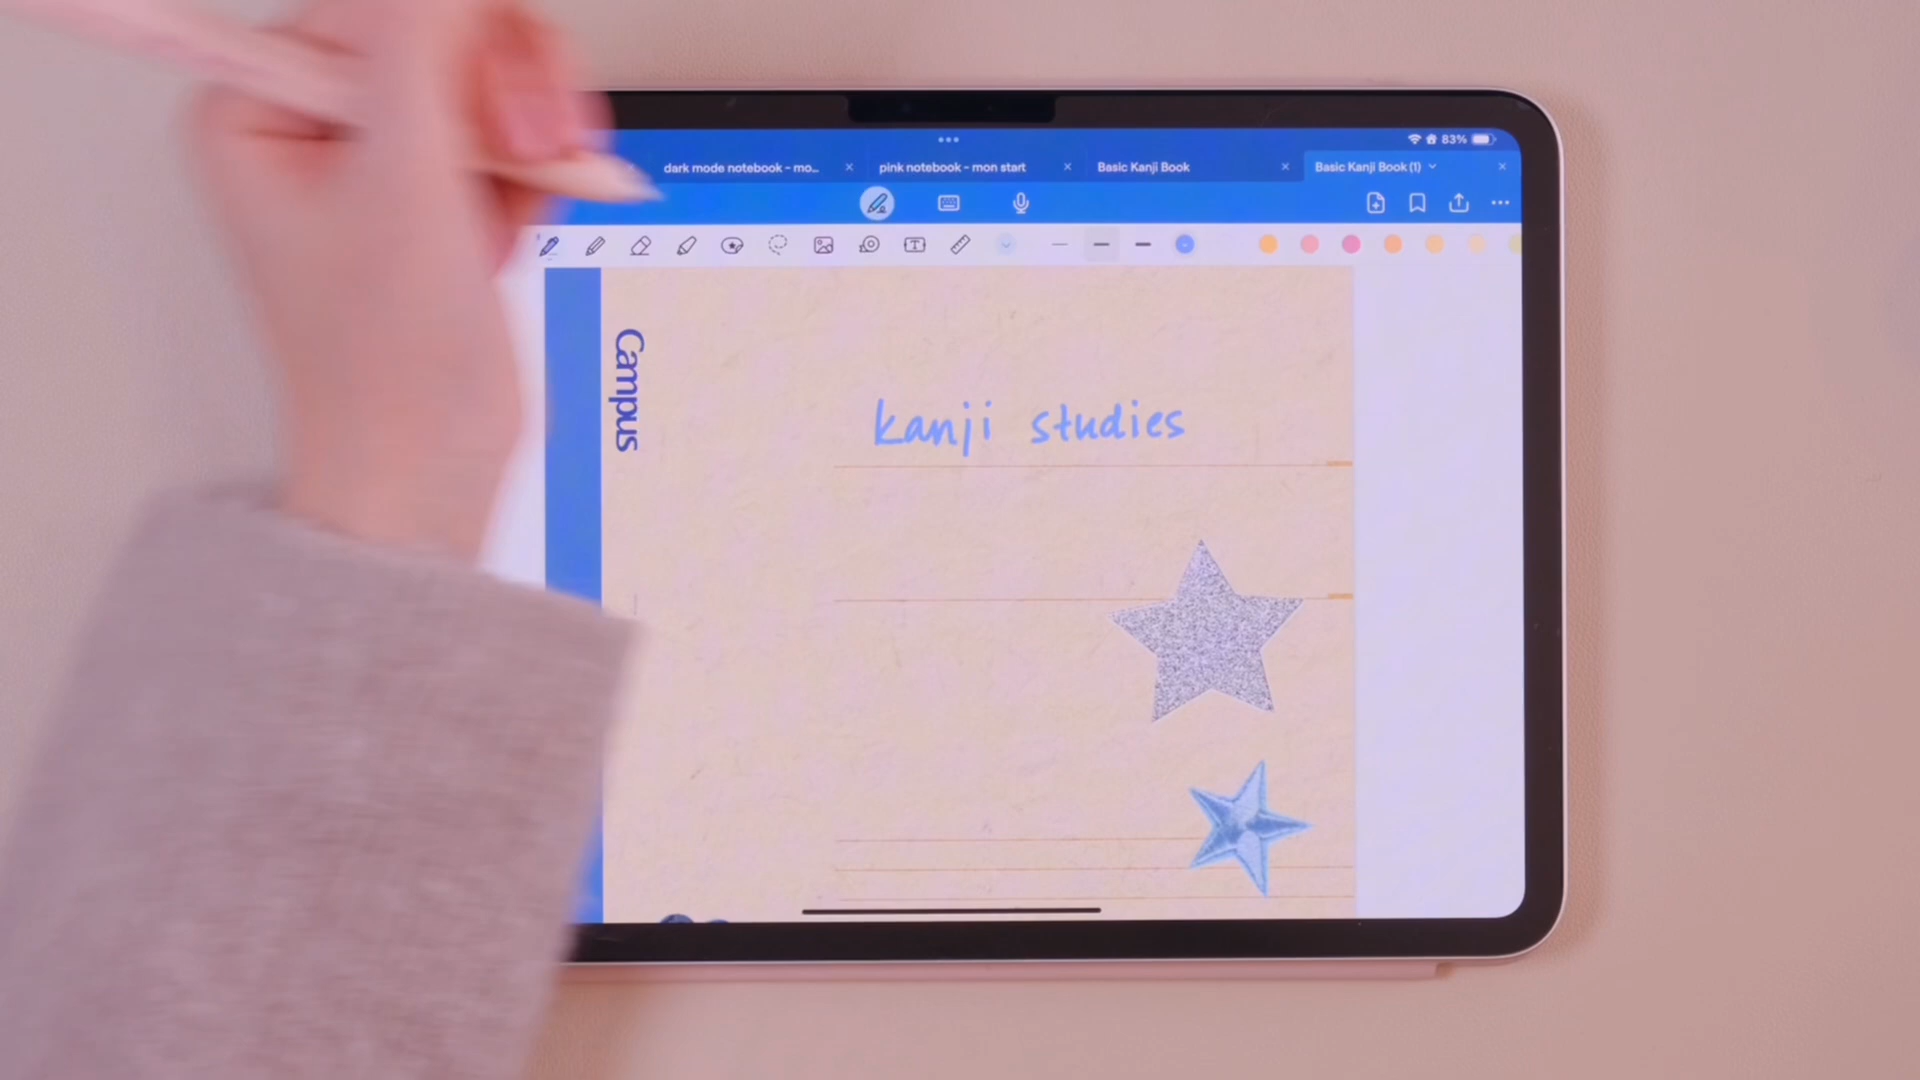 83%
dark mode notebook - mo...
pink notebook - mon start
Basic Kanji Book
Basic Kanji Book (1)
T
Campus
kanji studies